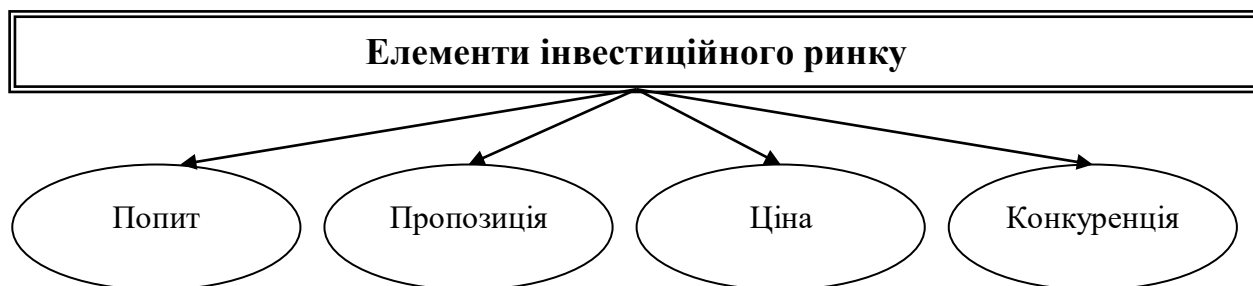 Елементи інвестиційного ринку
Попит
Пропозиція
Ціна
Конкуренція